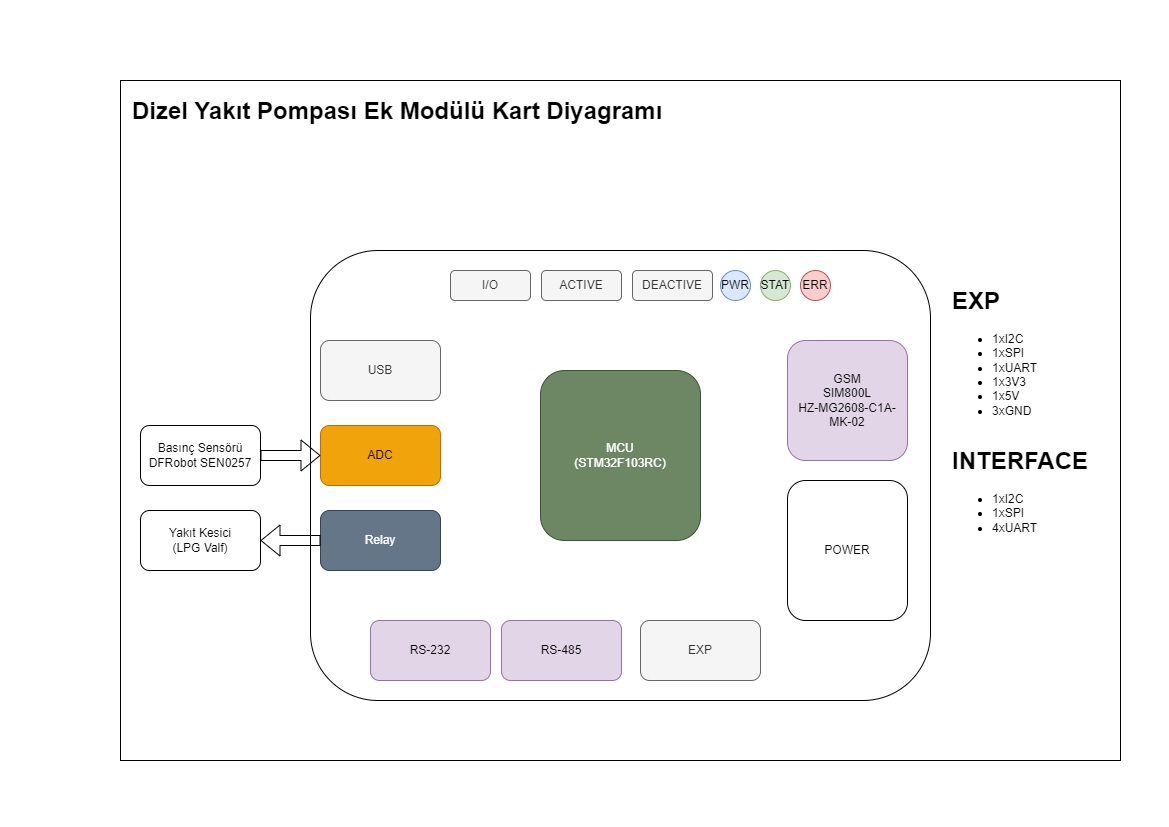 Dizel Yakıt Pompası Ek Modülü Kart Diyagramı
I/O
ACTIVE
DEACTIVE
PWR
STAT
ERR
USB
Basınç Sensörü
DFRobot SEN0257
ADC
Yakıt Kesici
(LPG Valf)
Relay
MCU
(STM32F103RC)
GSM
SIM800L
HZ-MG2608-C1A-
MK-02
POWER
RS-232
RS-485
EXP
EXP
1xI2C
1xSPI
1xUART
1x3V3
1x5V
3xGND
INTERFACE
1xI2C
1xSPI
4xUART